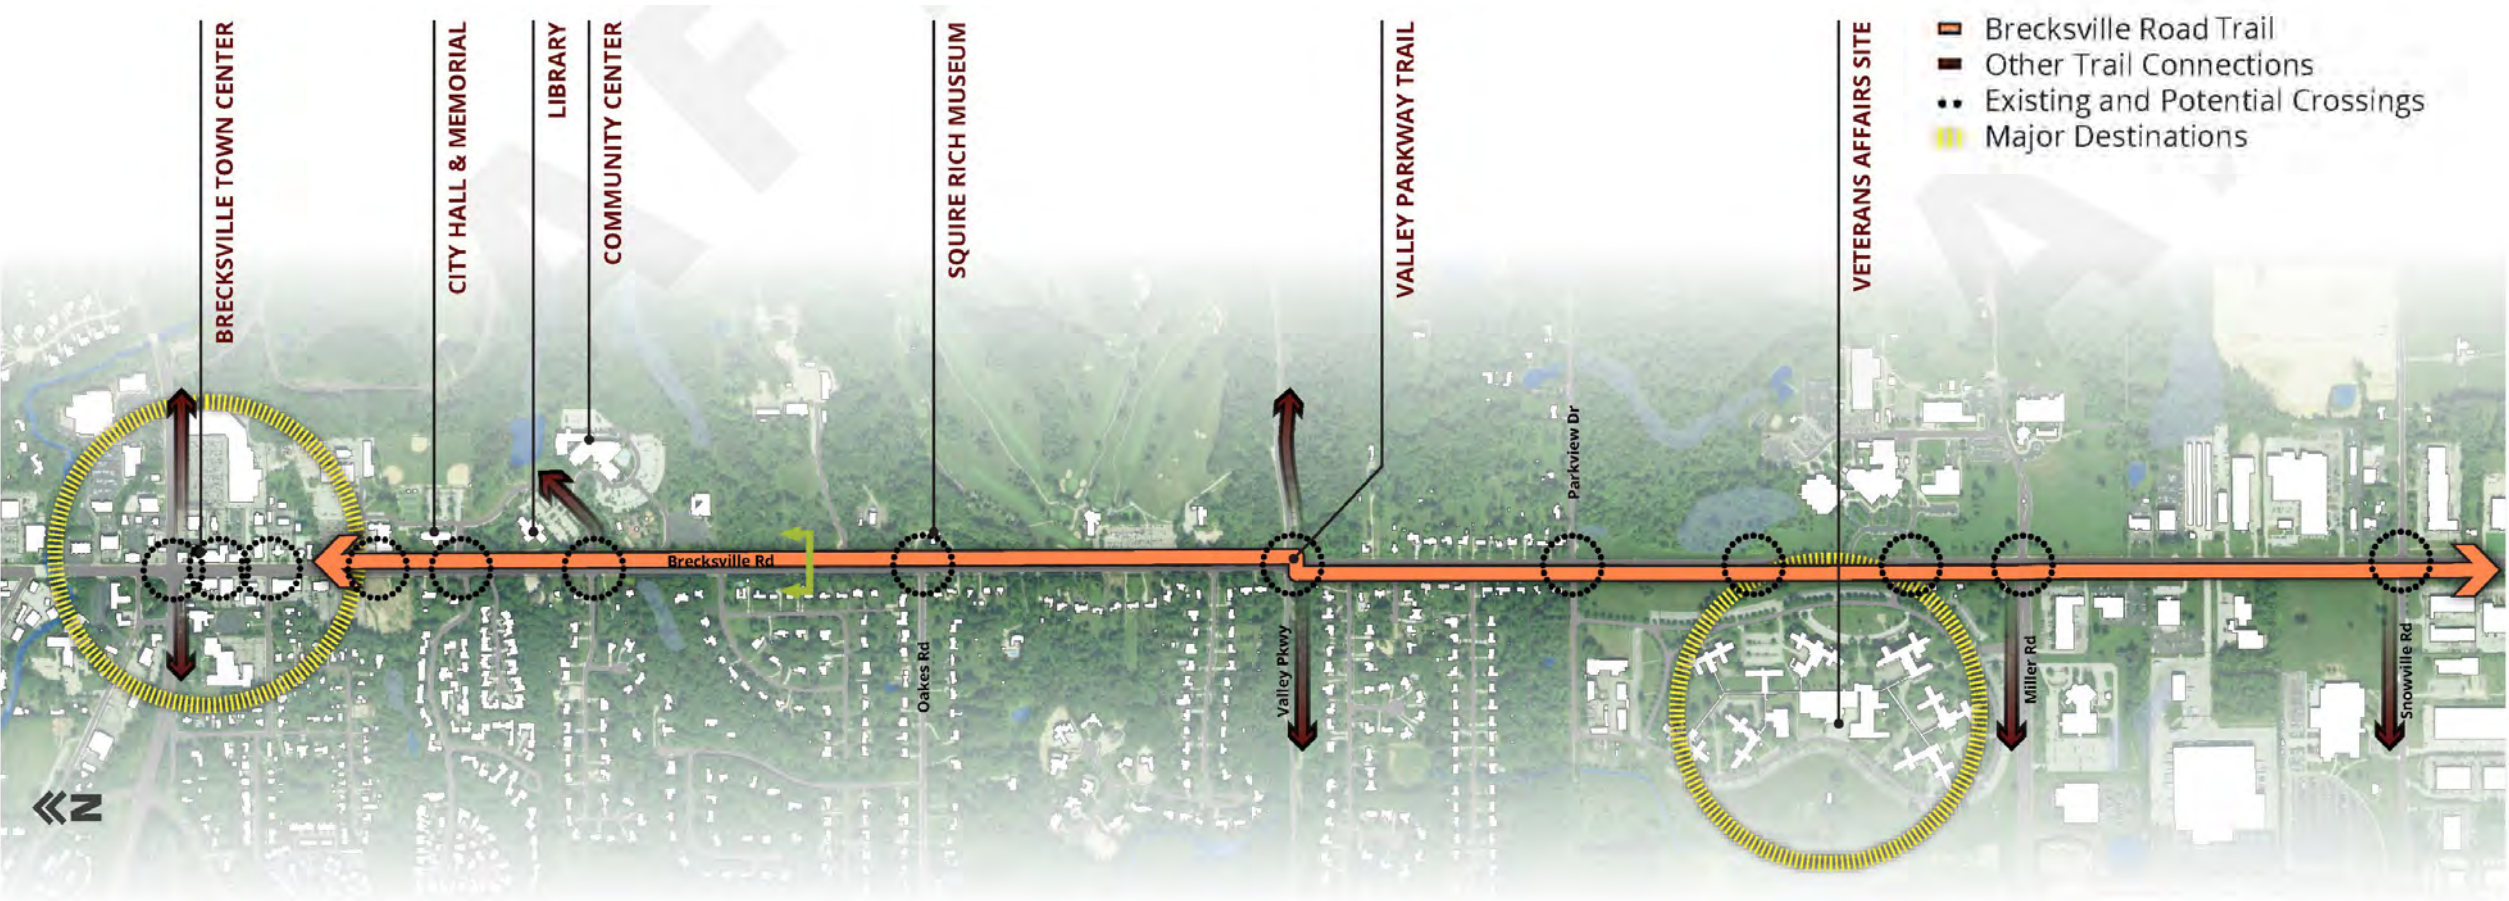 BRECKSVILLE TOWN CENTER
CITY HALL & MEMORIAL
LIBRARY
COMMUNITY CENTER
SQUIRE RICH MUSEUM
VALLEY PARKWAY TRAIL
VETERANS AFFAIRS SITE
Brecksville Road Trail
Other Trail Connections
Existing and Potential Crossings
Major Destinations
Brecksville Rd
Oakes Rd
Valley Pkwy
Parkview Dr
Miller Rd
Snowville Rd
N